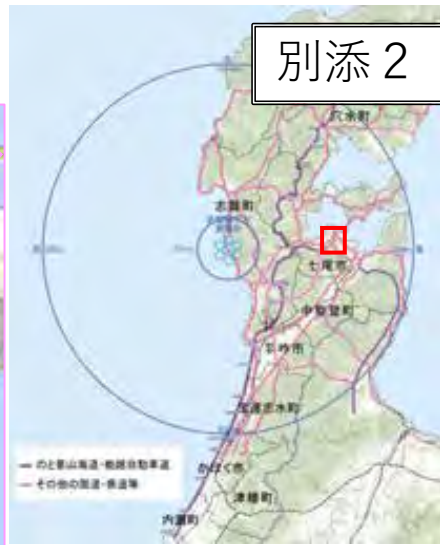 別添２
穴水町
志賀町
七尾市
中能登町
羽咋市
宝達志水町
かほく市
津幡町
内灘町
のと里山海道・能越自動車道
その他の国道・県道等